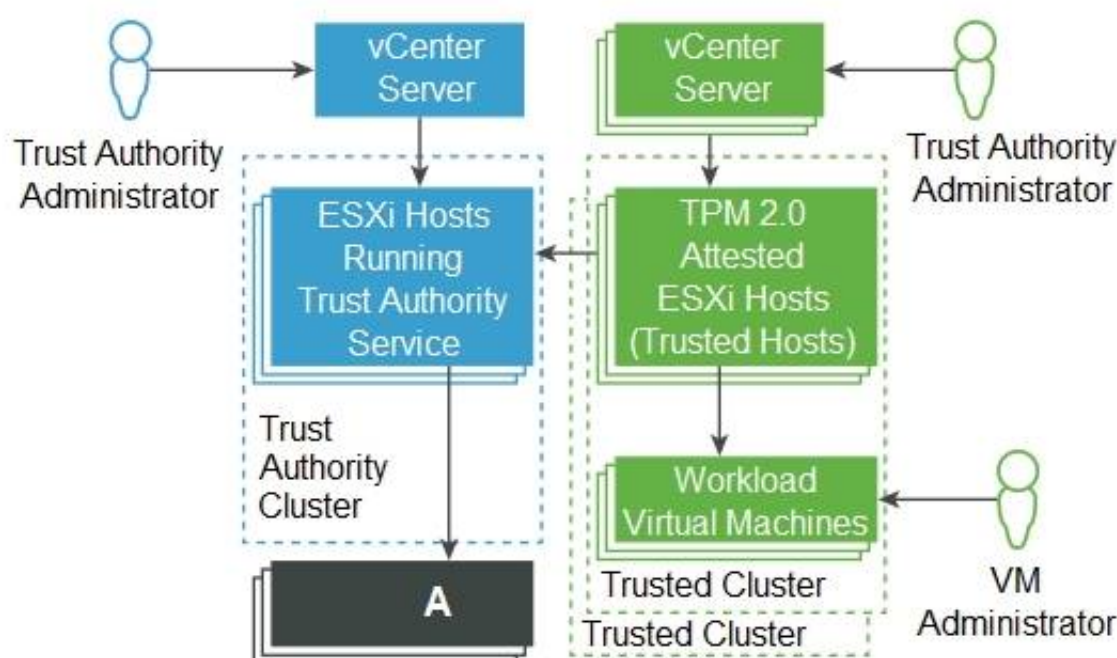 vCenter
Server
vCenter
Server
Trust Authority
Administrator
Trust Authority
Administrator
ESXi Hosts
Running
Trust Authority
Service
TPM 2.0
Attested
ESXi Hosts
(Trusted Hosts)
Trust
Authority
Cluster
Workload
Virtual Machines
Trusted Cluster
Trusted Cluster
VM
Administrator
A